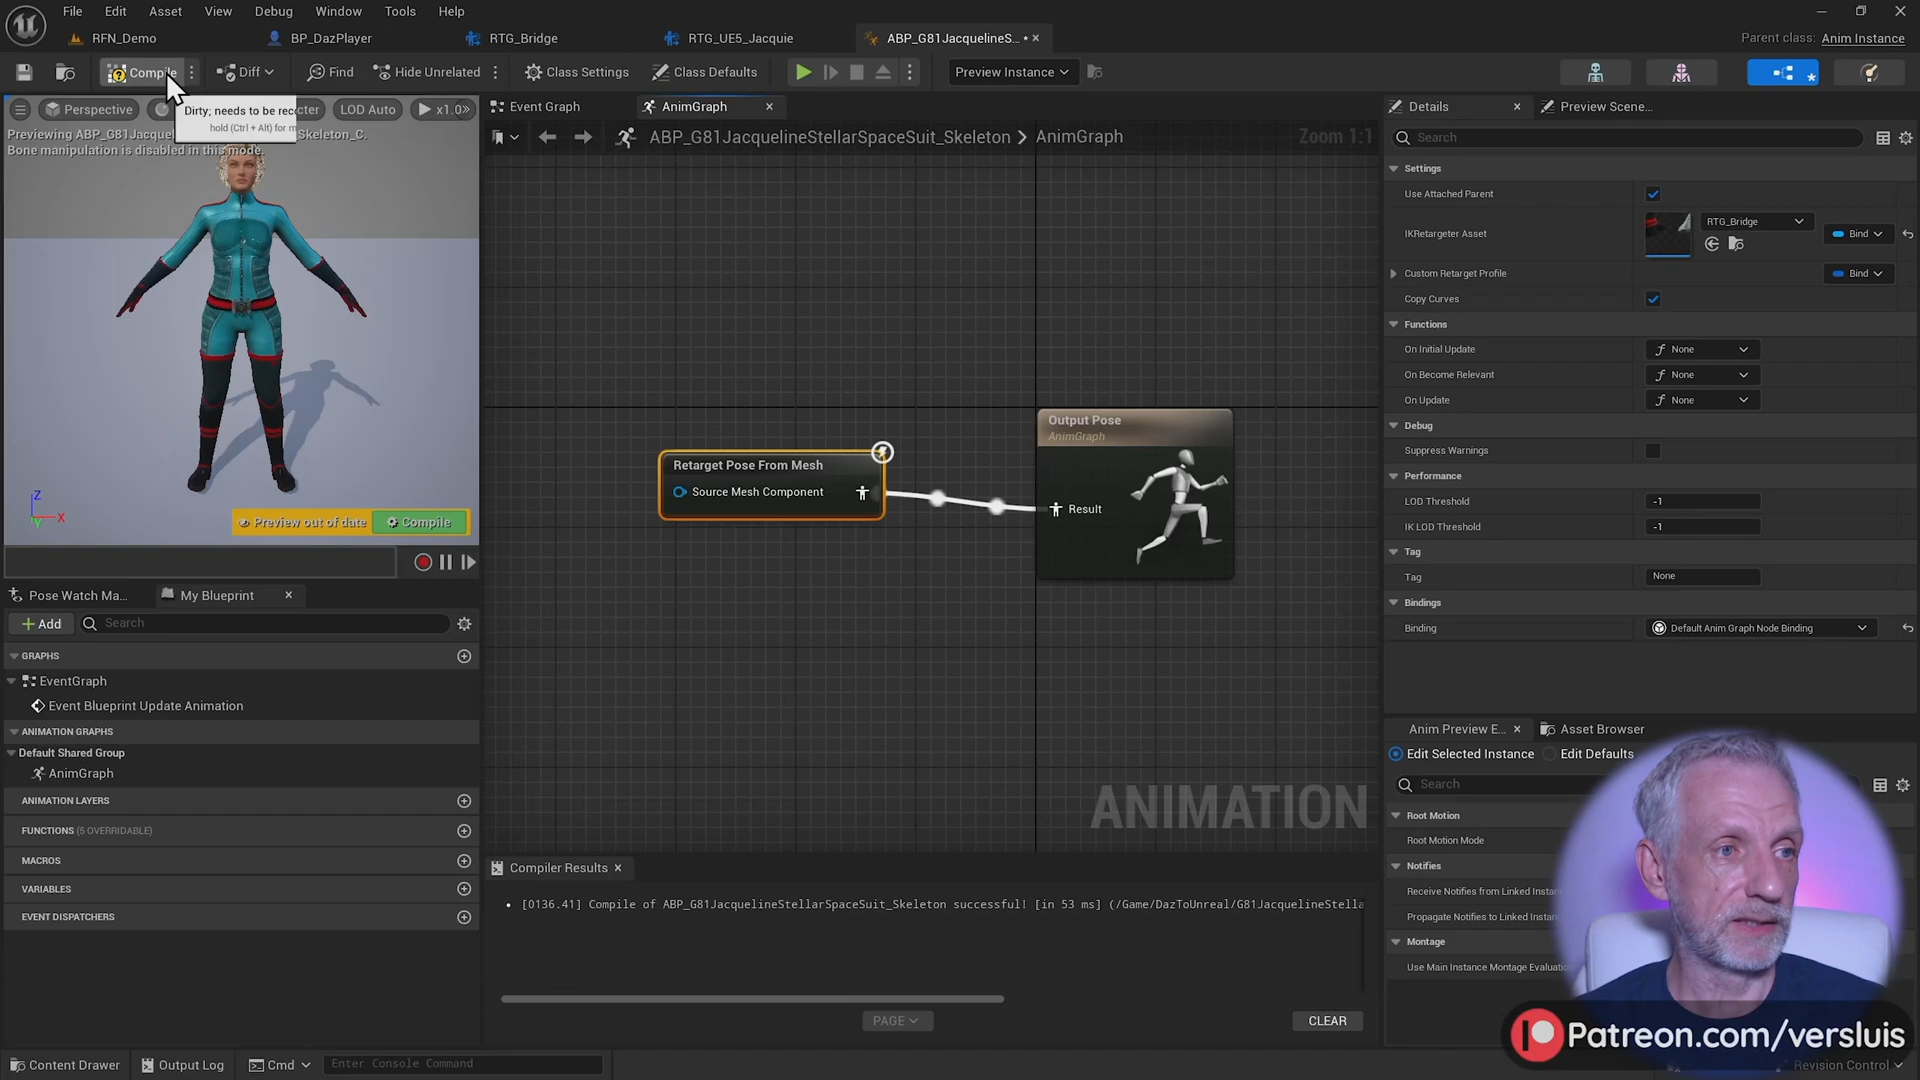 File Edit Asset View Debug Window Tools Help
RFN_Demo BP_DazPlayer RTG_Bridge RTG_UE5_Jacquie ABP_G81JacquelineS... •
Parent class: Anim Instance
Compile Diff Find Hide Unrelated Class Settings Class Defaults Preview Instance
Perspective LOD Auto x1.0
Dirty; needs to be
hold (Ctrl + Alt) for
Previewing
Skeleton_C.
Bone manipulation is disabled in this mode.
Z
X
Y
Preview out of date Compile
Pose Watch Ma... My Blueprint
Add Search
GRAPHS
EventGraph
Event Blueprint Update Animation
ANIMATION GRAPHS
Default Shared Group
AnimGraph
ANIMATION LAYERS
FUNCTIONS (5 OVERRIDABLE)
MACROS
VARIABLES
EVENT DISPATCHERS
Event Graph AnimGraph
ABP_G81JacquelineStellarSpaceSuit_Skeleton > AnimGraph
Zoom 1:1
Retarget Pose From Mesh
Source Mesh Component
Output Pose
AnimGraph
Result
ANIMATION
Compiler Results
[0136.41] Compile of ABP_G81JacquelineStellarSpaceSuit_Skeleton successful! [in 53 ms] (/Game/DazToUnreal/G81JacquelineStella
PAGE
CLEAR
Details Preview Scene...
Search
Settings
Use Attached Parent
IKRetargeter Asset RTG_Bridge Bind
Custom Retarget Profile Bind
Copy Curves
Functions
On Initial Update None
On Become Relevant None
On Update None
Debug
Suppress Warnings
Performance
LOD Threshold -1
IK LOD Threshold -1
Tag
Tag None
Bindings
Binding Default Anim Graph Node Binding
Anim Preview E... Asset Browser
Edit Selected Instance Edit Defaults
Search
Root Motion
Root Motion Mode
Notifies
Receive Notifies from Linked
Propagate Notifies to Linked
Montage
Use Main Instance Montage
Patreon.com/versluis
Content Drawer Output Log Cmd Enter Console Command
Revision Control